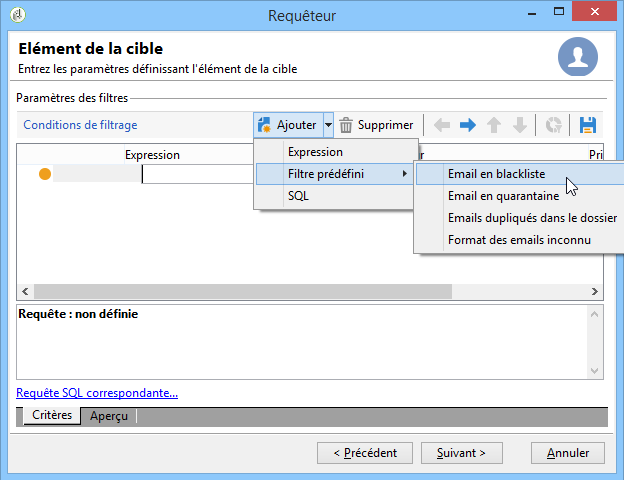 Requêteur
Elément de la cible
Entrez les paramètres définissant l'élément de la cible
Paramètres des filtres
Conditions de filtrage
Ajouter
Supprimer
Expression
Pri
Expression
Filtre prédéfini
SQL
Email en blackliste
Email en quarantaine
Emails dupliqués dans le dossier
Format des emails inconnu
Requête : non définie
Requête SQL correspondante...
Critères Aperçu
< Précédent Suivant > Annuler